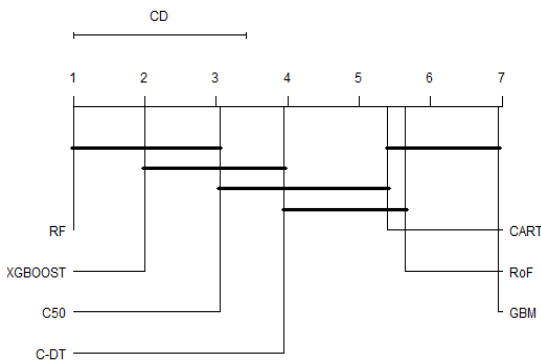 CD
1 2 3 4 5 6 7
RF CART
XGBOOST RoF
C50 GBM
C-DT